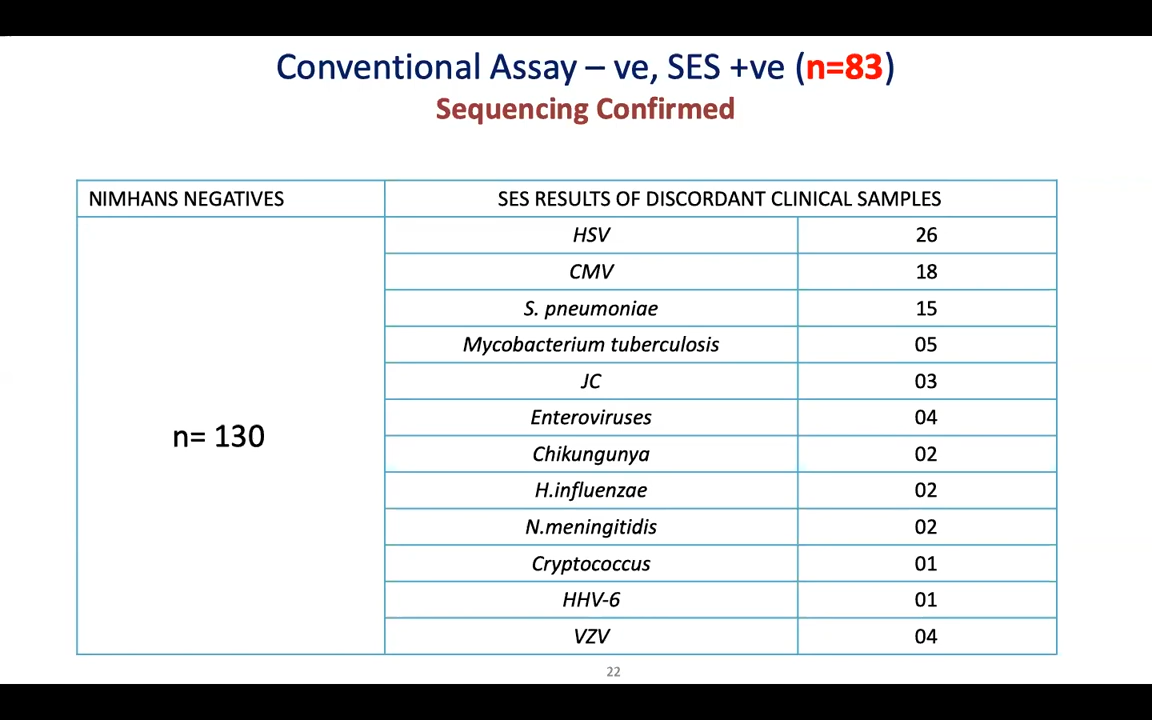 Conventional Assay – ve, SES +ve (n=83)
Sequencing Confirmed
NIMHANS NEGATIVES SES RESULTS OF DISCORDANT CLINICAL SAMPLES
HSV 26
CMV 18
S. pneumoniae 15
Mycobacterium tuberculosis 05
JC 03
Enteroviruses 04
n= 130
Chikungunya 02
H.influenzae 02
N.meningitidis 02
Cryptococcus 01
HHV-6 01
VZV 04
22